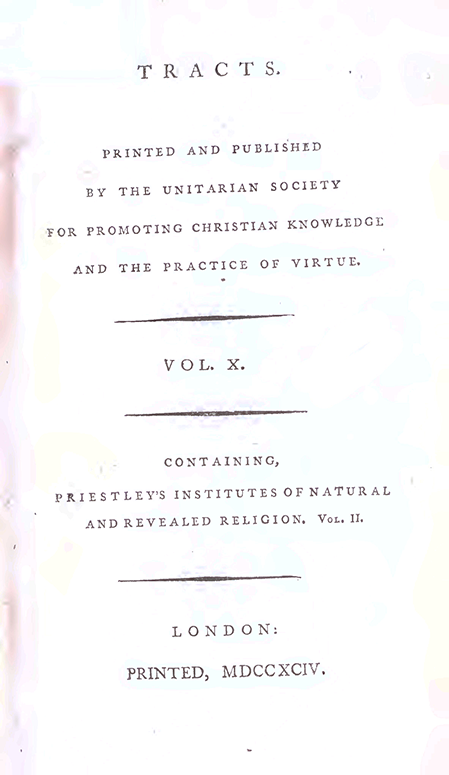 TRACTS.
PRINTED AND PUBLISHED
BY THE UNITARIAN SOCIETY
FOR PROMOTING CHRISTIAN KNOWLEDGE
AND THE PRACTICE OF VIRTUE.
VOL. X.
CONTAINING,
PRIESTLEY'S INSTITUTES OF NATURAL
AND REVEALED RELIGION. VOL. II.
LONDON:
PRINTED, MDCCXCIV.